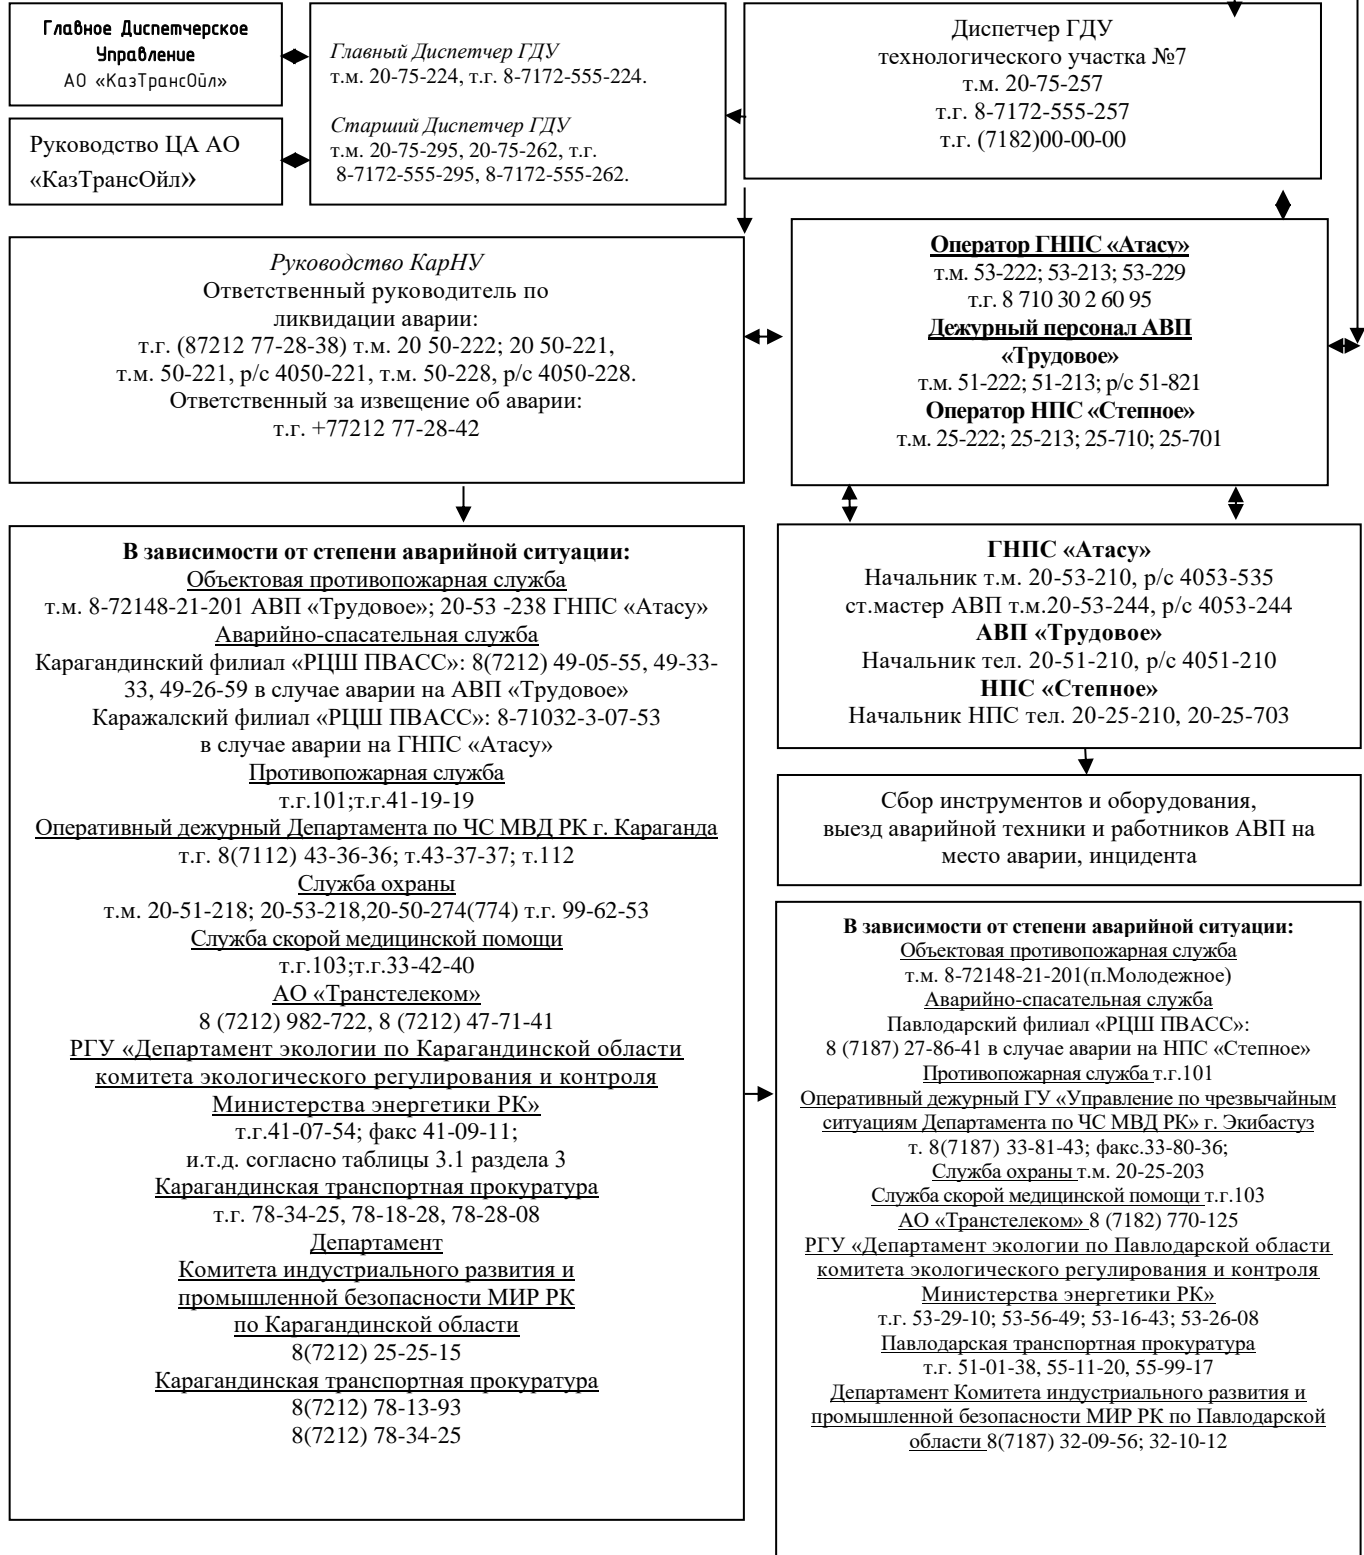 Главное Диспетчерское
Управление
АО «КазТрансОйл»
Руководство ЦА АО
«КазТрансОйл»
Главный Диспетчер ГДУ
т.м. 20-75-224, т.г. 8-7172-555-224.
Старший Диспетчер ГДУ
т.м. 20-75-295, 20-75-262, т.г.
8-7172-555-295, 8-7172-555-262.
Диспетчер ГДУ
технологического участка №7
т.м. 20-75-257
т.г. 8-7172-555-257
т.г. (7182)00-00-00
Руководство КарНУ
Ответственный руководитель по
ликвидации аварии:
т.г. (87212 77-28-38) т.м. 20 50-222; 20 50-221,
т.м. 50-221, р/с 4050-221, т.м. 50-228, р/с 4050-228.
Ответственный за извещение об аварии:
т.г. +77212 77-28-42
Оператор ГНПС «Атасу»
т.м. 53-222; 53-213; 53-229
т.г. 8 710 30 2 60 95
Дежурный персонал АВП
«Трудовое»
т.м. 51-222; 51-213; р/с 51-821
Оператор НПС «Степное»
т.м. 25-222; 25-213; 25-710; 25-701
В зависимости от степени аварийной ситуации:
Объектовая противопожарная служба
т.м. 8-72148-21-201 АВП «Трудовое»; 20-53 -238 ГНПС «Атасу»
Аварийно-спасательная служба
Карагандинский филиал «РЦШ ПВАСС»: 8(7212) 49-05-55, 49-33-
33, 49-26-59 в случае аварии на АВП «Трудовое»
Каражалский филиал «РЦШ ПВАСС»: 8-71032-3-07-53
в случае аварии на ГНПС «Атасу»
Противопожарная служба
т.г.101;т.г.41-19-19
Оперативный дежурный Департамента по ЧС МВД РК г. Караганда
т.г. 8(7112) 43-36-36; т.43-37-37; т.112
Служба охраны
т.м. 20-51-218; 20-53-218,20-50-274(774) т.г. 99-62-53
Служба скорой медицинской помощи
т.г.103;т.г.33-42-40
АО «Транстелеком»
8 (7212) 982-722, 8 (7212) 47-71-41
РГУ «Департамент экологии по Карагандинской области
комитета экологического регулирования и контроля
Министерства энергетики РК»
т.г.41-07-54; факс 41-09-11;
и.т.д. согласно таблицы 3.1 раздела 3
Карагандинская транспортная прокуратура
т.г. 78-34-25, 78-18-28, 78-28-08
Департамент
Комитета индустриального развития и
промышленной безопасности МИР РК
по Карагандинской области
8(7212) 25-25-15
Карагандинская транспортная прокуратура
8(7212) 78-13-93
8(7212) 78-34-25
ГНПС «Атасу»
Начальник т.м. 20-53-210, р/с 4053-535
ст.мастер АВП т.м.20-53-244, р/с 4053-244
АВП «Трудовое»
Начальник тел. 20-51-210, р/с 4051-210
НПС «Степное»
Начальник НПС тел. 20-25-210, 20-25-703
Сбор инструментов и оборудования,
выезд аварийной техники и работников АВП на
место аварии, инцидента
В зависимости от степени аварийной ситуации:
Объектовая противопожарная служба
т.м. 8-72148-21-201(п.Молодежное)
Аварийно-спасательная служба
Павлодарский филиал «РЦШ ПВАСС»:
8 (7187) 27-86-41 в случае аварии на НПС «Степное»
Противопожарная служба т.г.101
Оперативный дежурный ГУ «Управление по чрезвычайным
ситуациям Департамента по ЧС МВД РК» г. Экибастуз
т. 8(7187) 33-81-43; факс.33-80-36;
Служба охраны т.м. 20-25-203
Служба скорой медицинской помощи т.г.103
АО «Транстелеком» 8 (7182) 770-125
РГУ «Департамент экологии по Павлодарской области
комитета экологического регулирования и контроля
Министерства энергетики РК»
т.г. 53-29-10; 53-56-49; 53-16-43; 53-26-08
Павлодарская транспортная прокуратура
т.г. 51-01-38, 55-11-20, 55-99-17
Департамент Комитета индустриального развития и
промышленной безопасности МИР РК по Павлодарской
области 8(7187) 32-09-56; 32-10-12